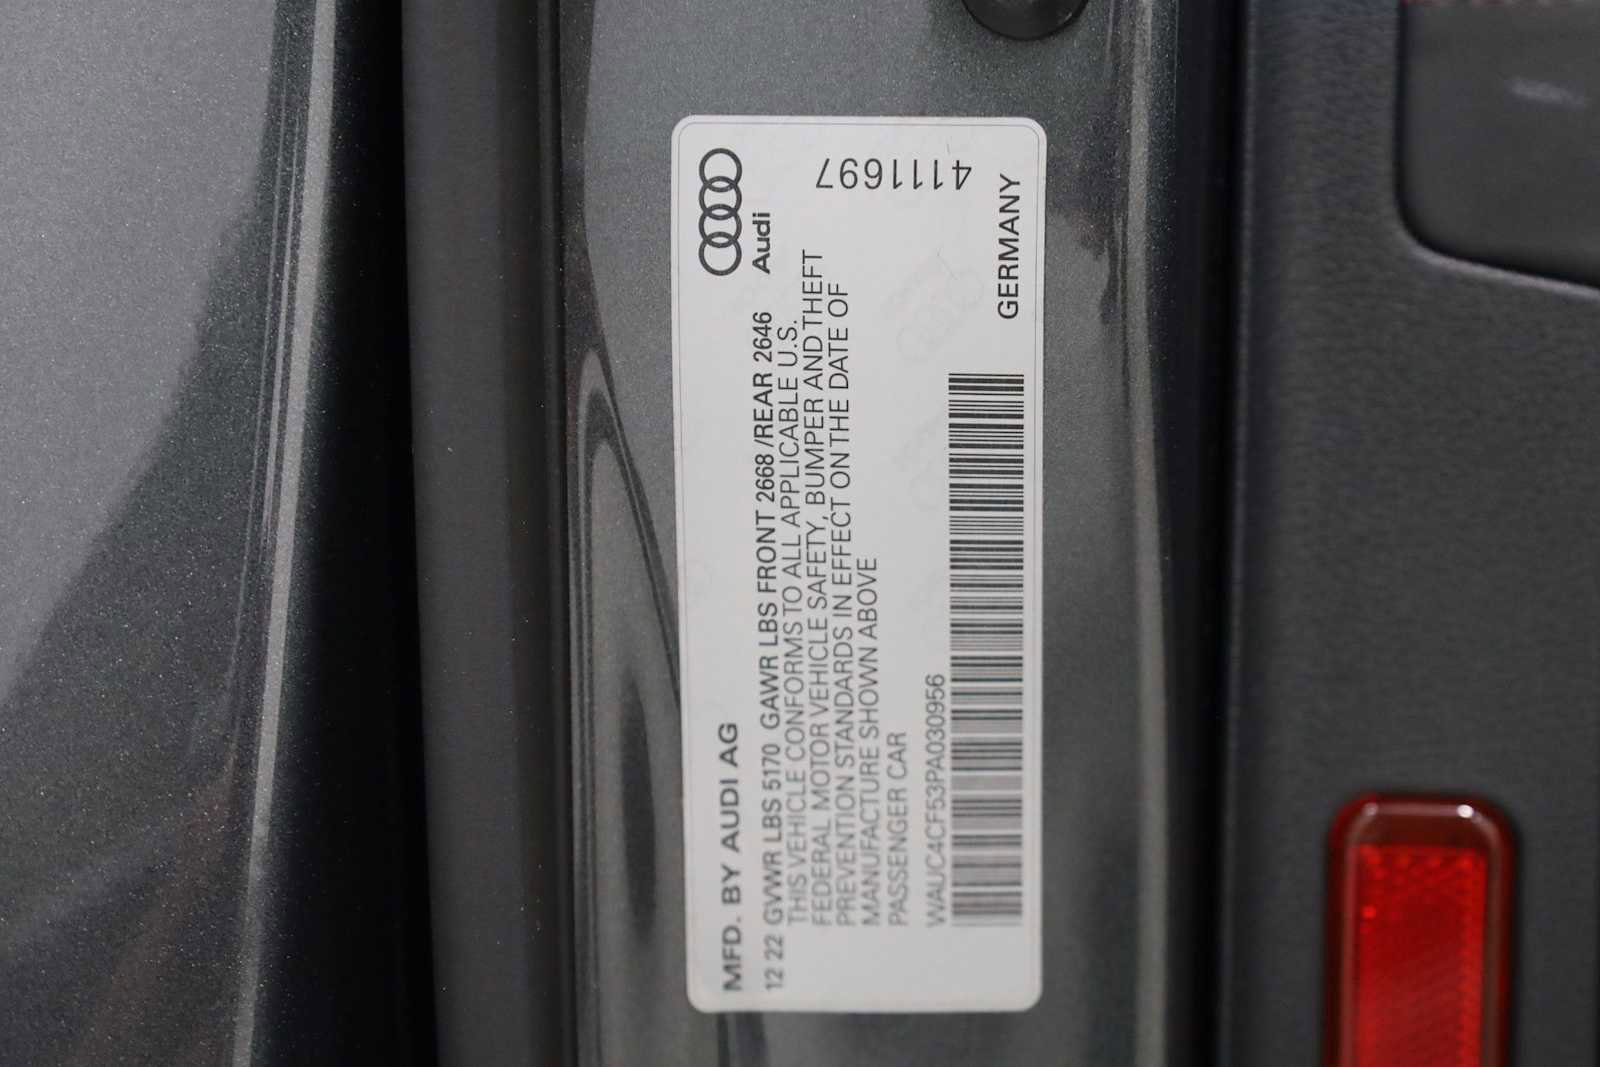 Audi
MFD. BY AUDI AG
12 22 GVWR LBS 5170 GAWR LBS FRONT 2668 /REAR 2646
THIS VEHICLE CONFORMS TO ALL APPLICABLE U.S.
FEDERAL MOTOR VEHICLE SAFETY, BUMPER AND THEFT
PREVENTION STANDARDS IN EFFECT ON THE DATE OF
MANUFACTURE SHOWN ABOVE
PASSENGER CAR
WAUC4CF53PA030956
GERMANY
4111697